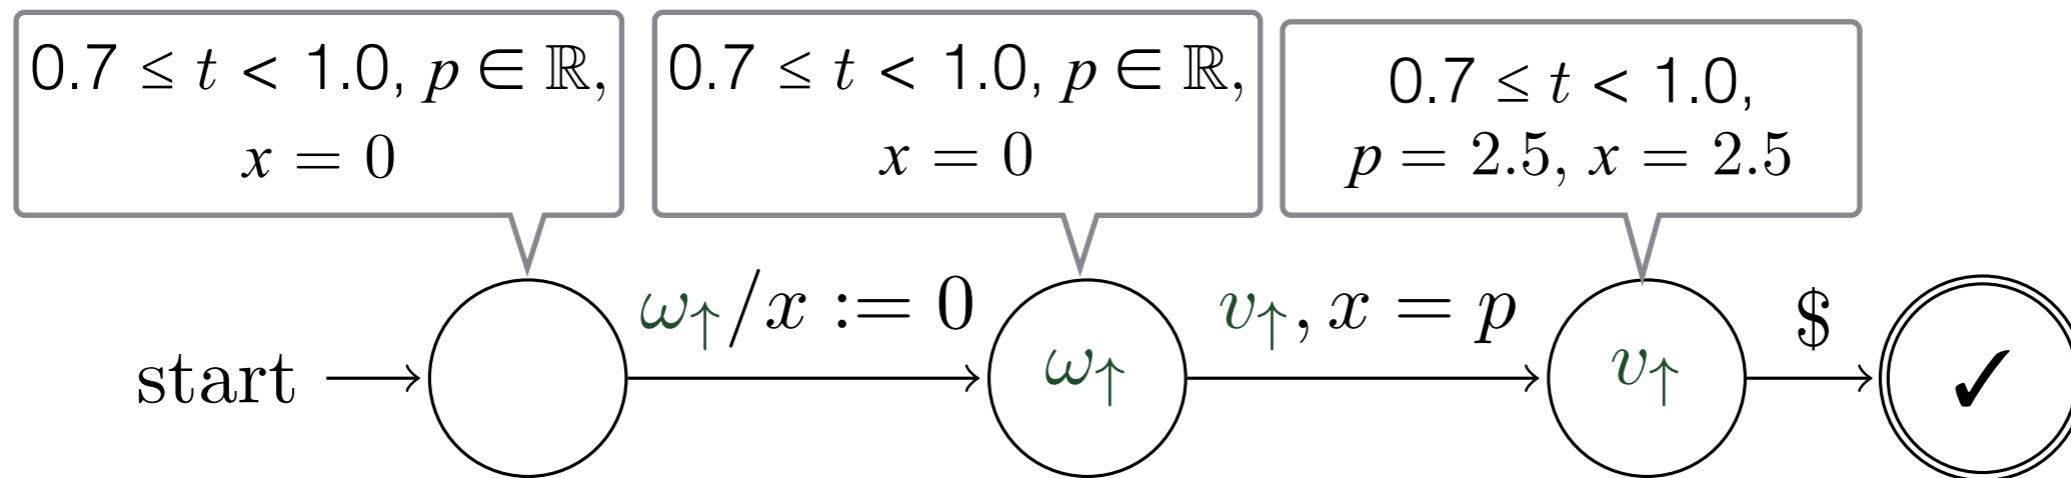 0.7 ≤ t < 1.0, p ∈ ℝ,
x = 0
0.7 ≤ t < 1.0, p ∈ ℝ,
x = 0
0.7 ≤ t < 1.0,
p = 2.5, x = 2.5
start
ω↑/x := 0
ω↑
v↑, x = p
v↑
$
✓